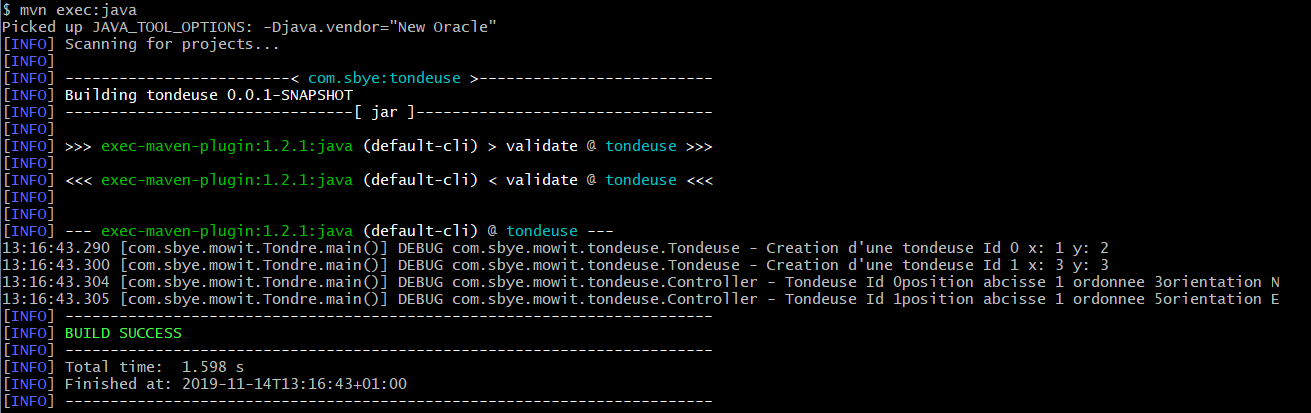 $ mvn exec:java
Picked up JAVA_TOOL_OPTIONS: -Djava.vendor="New Oracle"
[INFO] Scanning for projects...
[INFO]
[INFO] -------------------------< com.sbye:tondeuse >--------------------------
[INFO] Building tondeuse 0.0.1-SNAPSHOT
[INFO] --------------------------------[ jar ]---------------------------------
[INFO]
[INFO] >>> exec-maven-plugin:1.2.1:java (default-cli) > validate @ tondeuse >>>
[INFO]
[INFO] <<< exec-maven-plugin:1.2.1:java (default-cli) < validate @ tondeuse <<<
[INFO]
[INFO]
[INFO] --- exec-maven-plugin:1.2.1:java (default-cli) @ tondeuse ---
13:16:43.290 [com.sbye.mowit.Tondre.main()] DEBUG com.sbye.mowit.tondeuse.Tondeuse - Creation d'une tondeuse Id 0 x: 1 y: 2
13:16:43.300 [com.sbye.mowit.Tondre.main()] DEBUG com.sbye.mowit.tondeuse.Tondeuse - Creation d'une tondeuse Id 1 x: 3 y: 3
13:16:43.304 [com.sbye.mowit.Tondre.main()] DEBUG com.sbye.mowit.tondeuse.Controller - Tondeuse Id 0position abcisse 1 ordonnee 3orientation N
13:16:43.305 [com.sbye.mowit.Tondre.main()] DEBUG com.sbye.mowit.tondeuse.Controller - Tondeuse Id 1position abcisse 1 ordonnee 5orientation E
[INFO] ------------------------------------------------------------------------
[INFO] BUILD SUCCESS
[INFO] ------------------------------------------------------------------------
[INFO] Total time:  1.598 s
[INFO] Finished at: 2019-11-14T13:16:43+01:00
[INFO] ------------------------------------------------------------------------